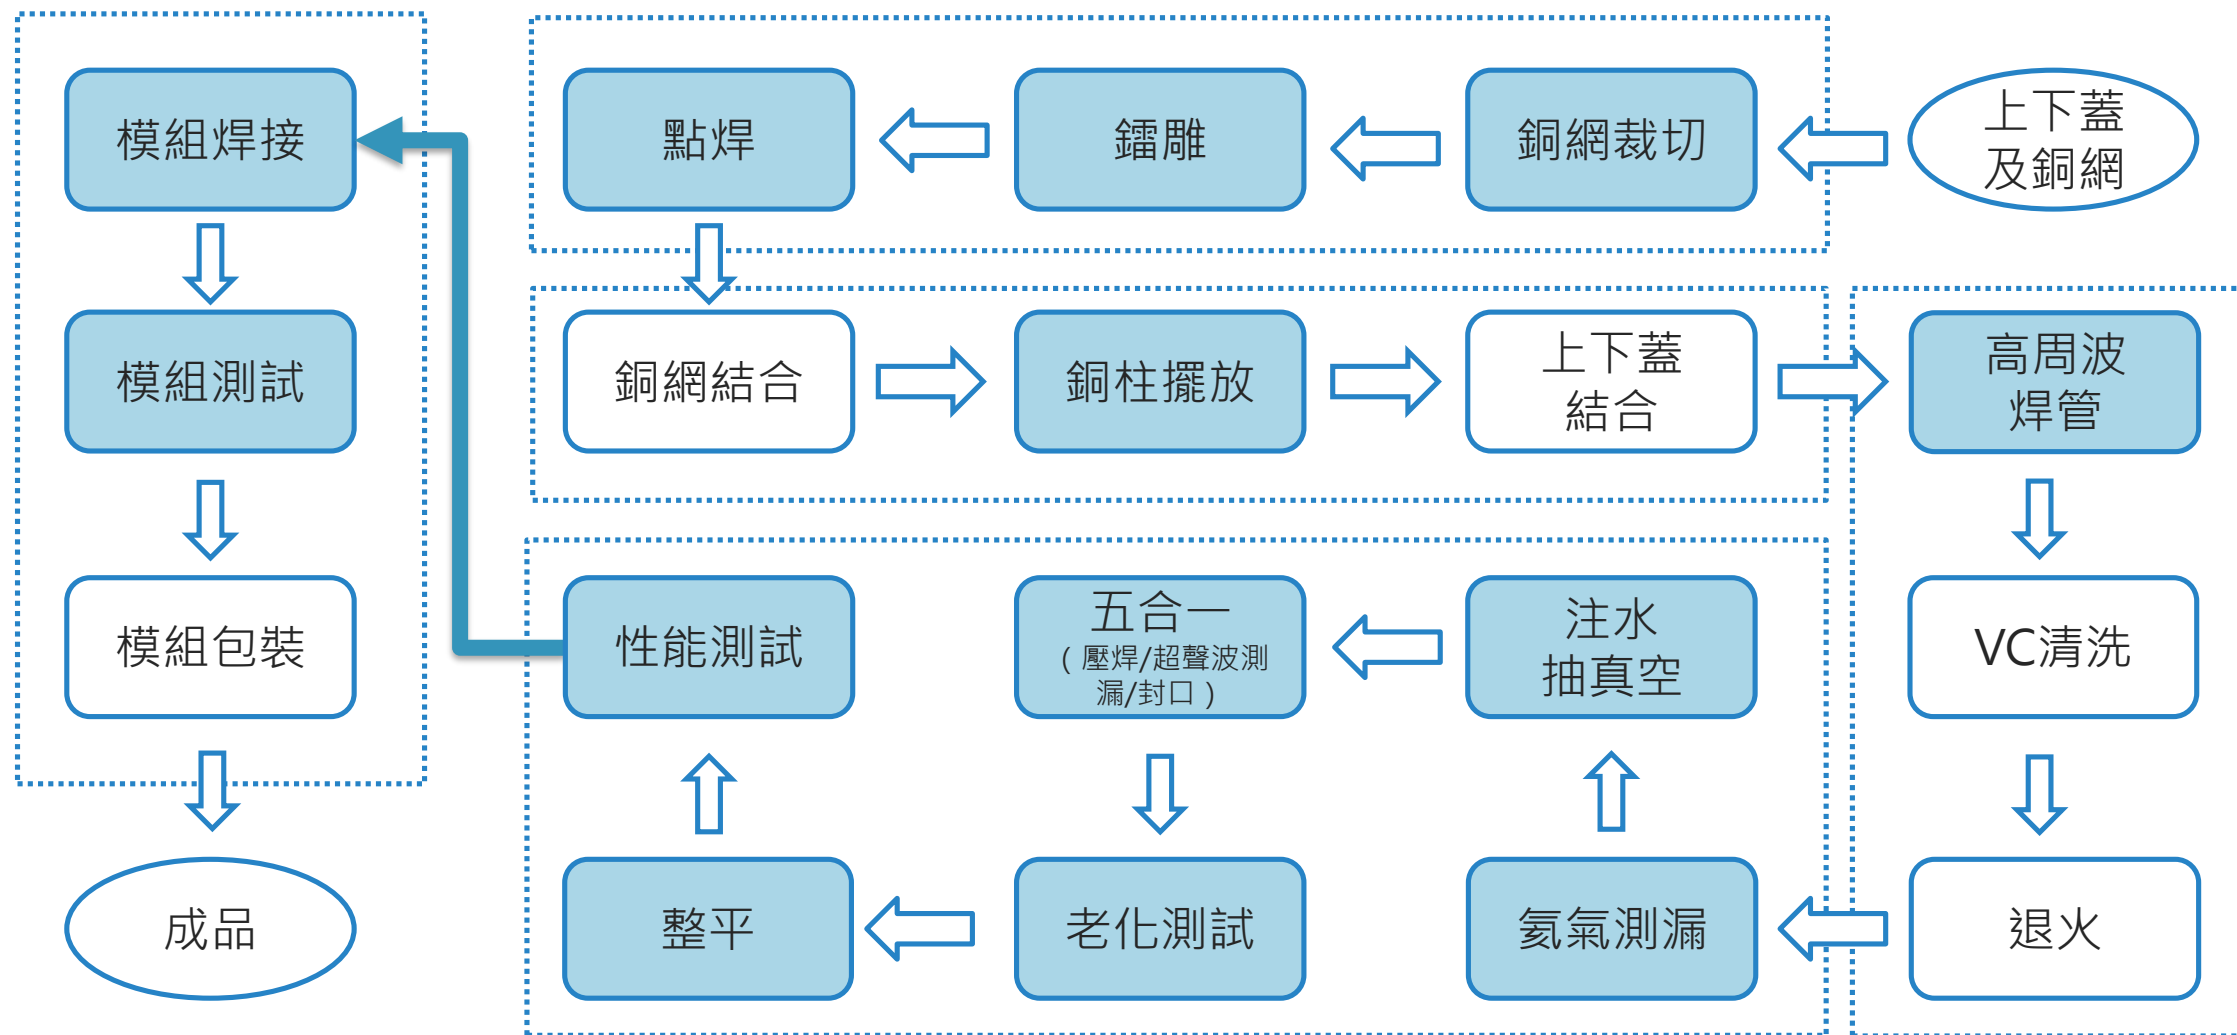 模組焊接
點焊
鐳雕
銅網裁切
上下蓋
及銅網
模組測試
銅網結合
銅柱擺放
上下蓋
結合
高周波
焊管
模組包裝
性能測試
五合一
（壓焊/超聲波測
漏/封口）
注水
抽真空
VC清洗
成品
整平
老化測試
氦氣測漏
退火